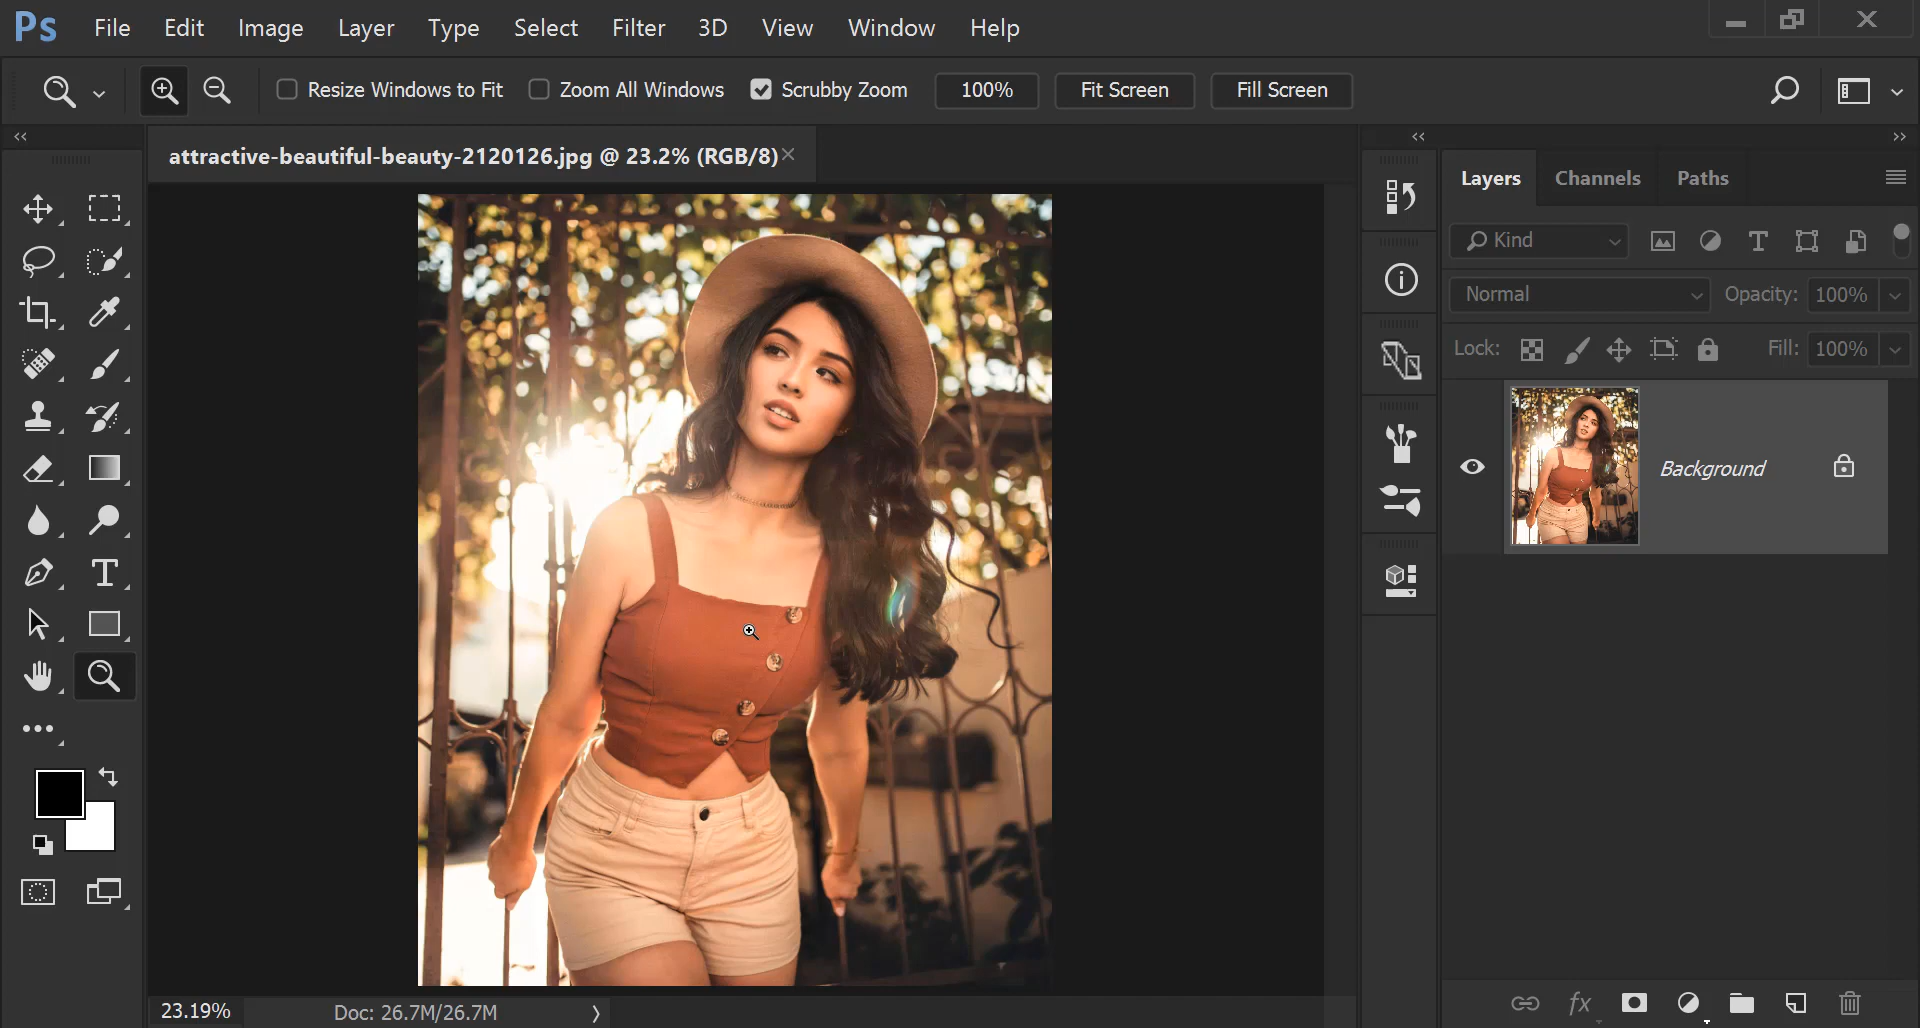 Ps File Edit Image Layer Type Select Filter 3D View Window Help
Resize Windows to Fit Zoom All Windows Scrubby Zoom 100% Fit Screen Fill Screen
attractive-beautiful-beauty-2120126.jpg @ 23.2% (RGB/8)
Layers Channels Paths
Kind
Normal Opacity: 100%
Lock: Fill: 100%
Background
23.19% Doc: 26.7M/26.7M
fx